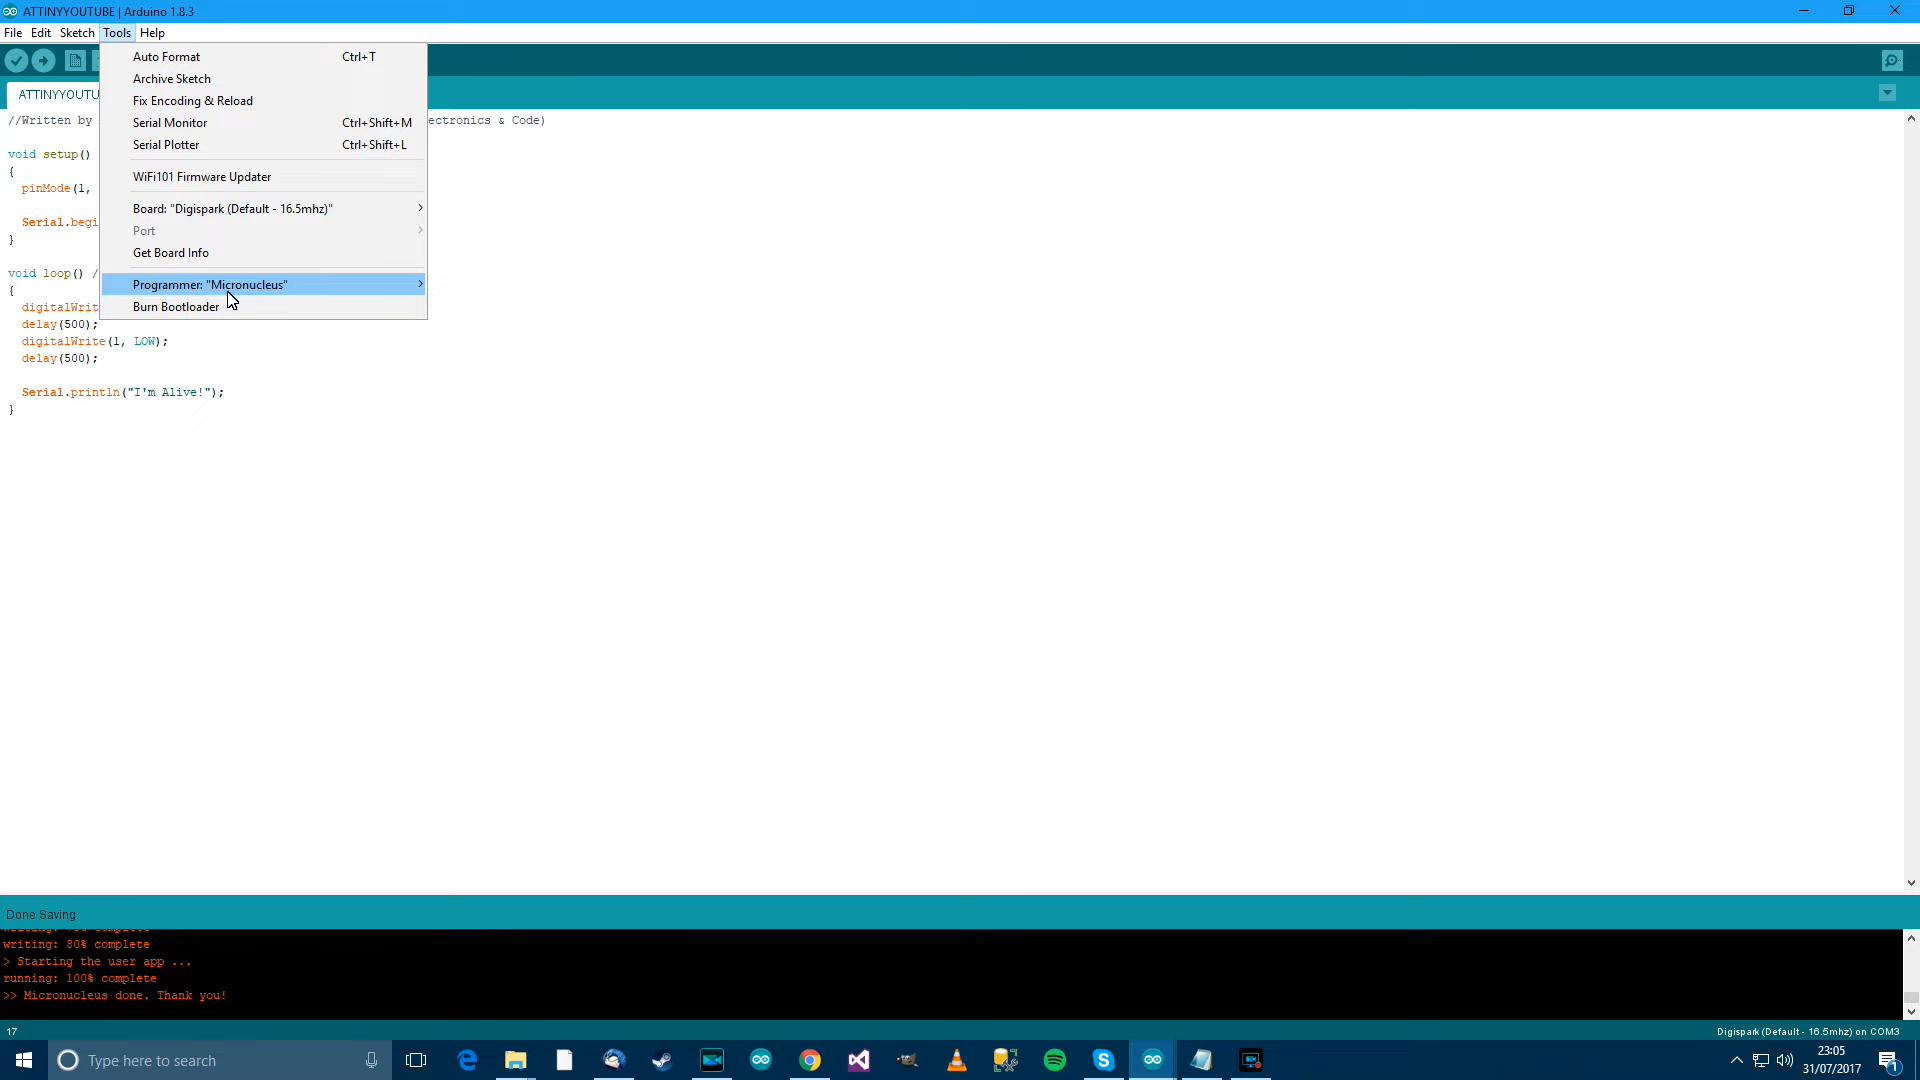 ATTINYYOUTUBE | Arduino 1.8.3
File Edit Sketch Tools Help
Auto Format Ctrl+T
Archive Sketch
Fix Encoding & Reload
Serial Monitor Ctrl+Shift+M
Serial Plotter Ctrl+Shift+L
WiFi101 Firmware Updater
Board: "Digispark (Default - 16.5mhz)"
Port
Get Board Info
Programmer: "Micronucleus"
Burn Bootloader
ATTINYYOUTU
//Written by ectronics & Code)
void setup()
{
pinMode(1,
Serial.begi
}
void loop() /
{
digitalWrit
delay(500);
digitalWrite(1, LOW);
delay(500);
Serial.println("I'm Alive!");
}
Done Saving.
writing: 80% complete
> Starting the user app ...
running: 100% complete
>> Micronucleus done. Thank you!
17
Digispark (Default - 16.5mhz) on COM3
Type here to search
23:05
31/07/2017
1